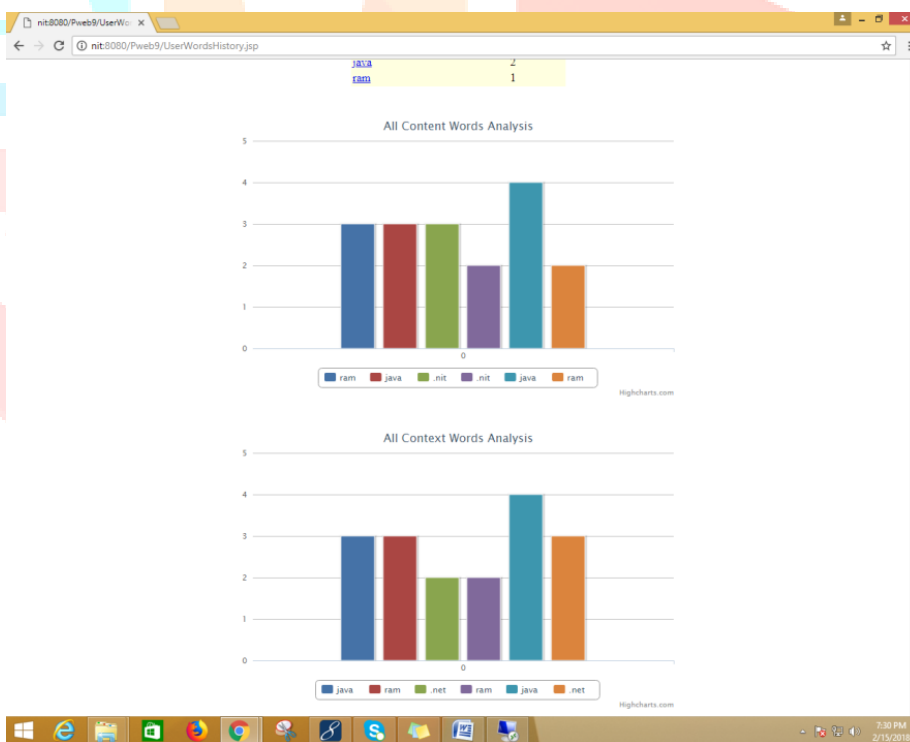 nit:8080/Pweb9/UserWo
nit:8080/Pweb9/UserWordsHistory.jsp
java 2
ram 1
All Content Words Analysis
5
4
3
2
1
0
0
ram java .nit .nit java ram
Highcharts.com
All Context Words Analysis
5
4
3
2
1
0
0
java ram .net ram java .net
Highcharts.com
7:30 PM
2/15/2018